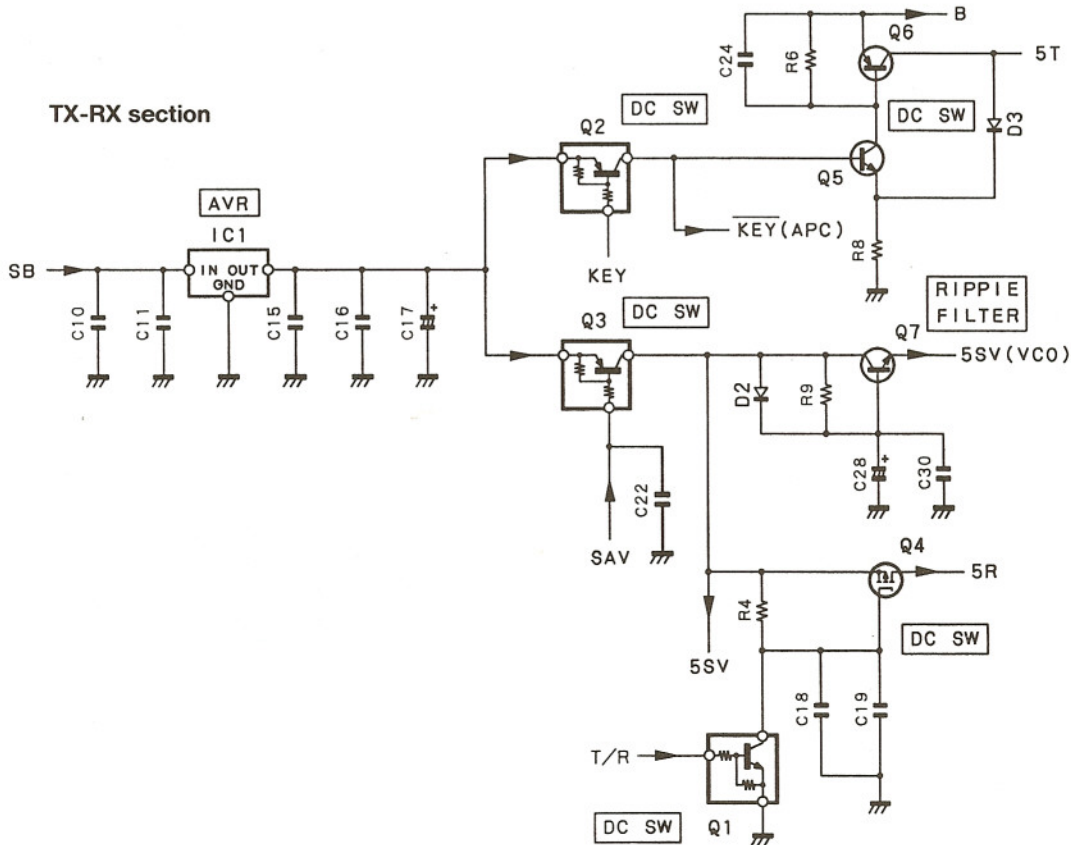 B
Q6
C24
R6
5T
TX-RX section
DC SW
Q2
DC SW
D3
Q5
AVR
IC1
KEY(APC)
R8
SB
IN OUT
GND
KEY
RIPPIE
FILTER
C10
C11
C15
C16
C17
+
DC SW
Q3
Q7
5SV(VCO)
D2
R9
C28
+
C30
C22
SAV
Q4
5R
R4
DC SW
5SV
C18
C19
T/R
DC SW
Q1